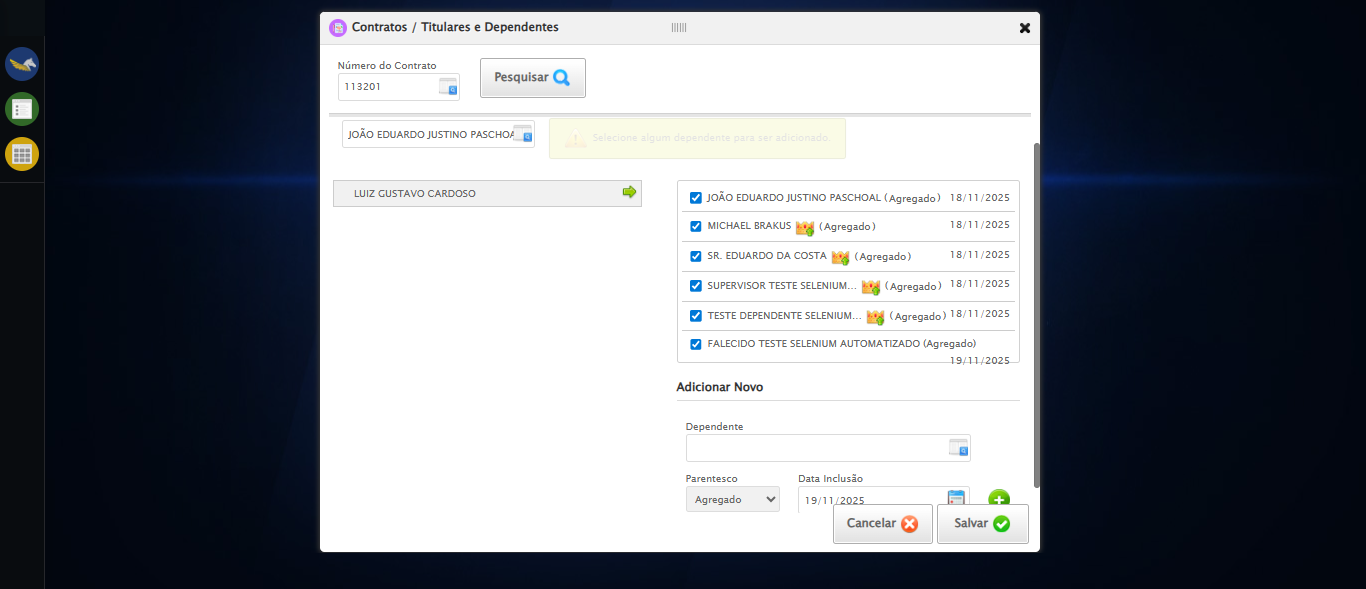 Contratos / Titulares e Dependentes
Número do Contrato
113201
Pesquisar
JOÃO EDUARDO JUSTINO PASCHOA
Selecione algum dependente para ser adicionado.
LUIZ GUSTAVO CARDOSO
JOÃO EDUARDO JUSTINO PASCHOAL (Agregado) 18/11/2025
MICHAEL BRAKUS (Agregado) 18/11/2025
SR. EDUARDO DA COSTA (Agregado) 18/11/2025
SUPERVISOR TESTE SELENIUM... (Agregado) 18/11/2025
TESTE DEPENDENTE SELENIUM... (Agregado) 18/11/2025
FALECIDO TESTE SELENIUM AUTOMATIZADO (Agregado)
19/11/2025
Adicionar Novo
Dependente
Parentesco Data Inclusão
Agregado 19/11/2025
Cancelar Salvar